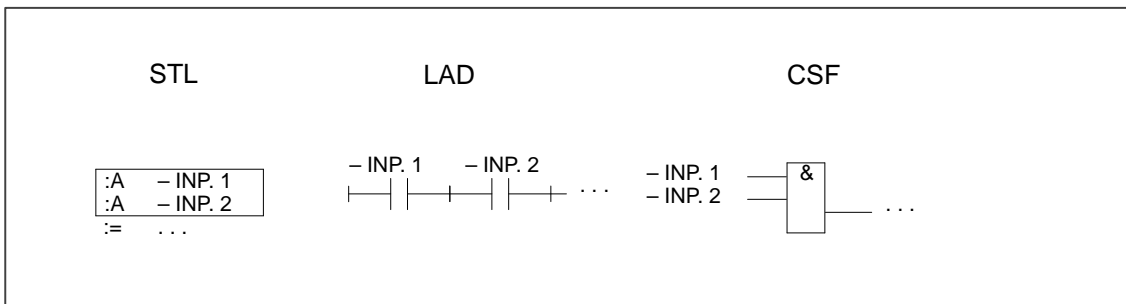 STL LAD CSF
:A – INP. 1
:A – INP. 2
:= . . .
– INP. 1 – INP. 2
. . .
– INP. 1
– INP. 2
&
. . .